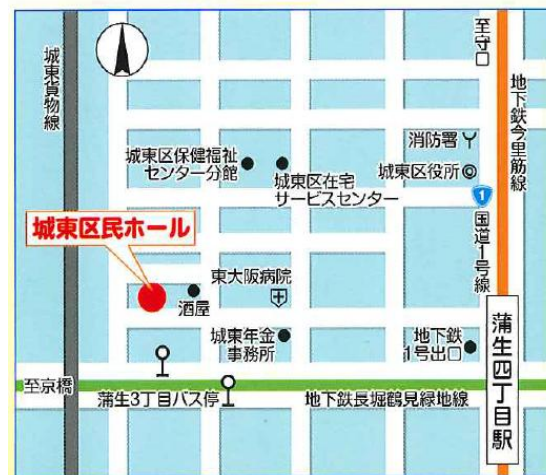 城東貨物線
至守口
地下鉄今里筋線
消防署
城東区役所
城東区保健福祉
センター分館
城東区在宅
サービスセンター
1
国道1号線
城東区民ホール
東大阪病院
酒屋
城東年金
事務所
地下鉄
1号出口
蒲生四丁目駅
至京橋
蒲生3丁目バス停
地下鉄長堀鶴見緑地線